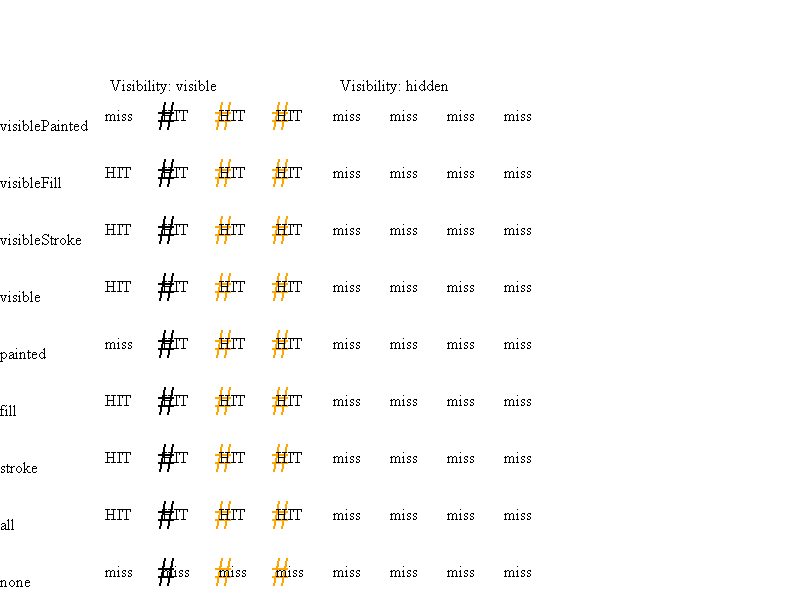 Visibility: visible Visibility: hidden
visiblePainted miss # HIT # HIT # HIT miss miss miss miss
visibleFill HIT # HIT # HIT # HIT miss miss miss miss
visibleStroke HIT # HIT # HIT # HIT miss miss miss miss
visible HIT # HIT # HIT # HIT miss miss miss miss
painted miss # HIT # HIT # HIT miss miss miss miss
fill HIT # HIT # HIT # HIT miss miss miss miss
stroke HIT # HIT # HIT # HIT miss miss miss miss
all HIT # HIT # HIT # HIT miss miss miss miss
none miss # miss # miss # miss miss miss miss miss